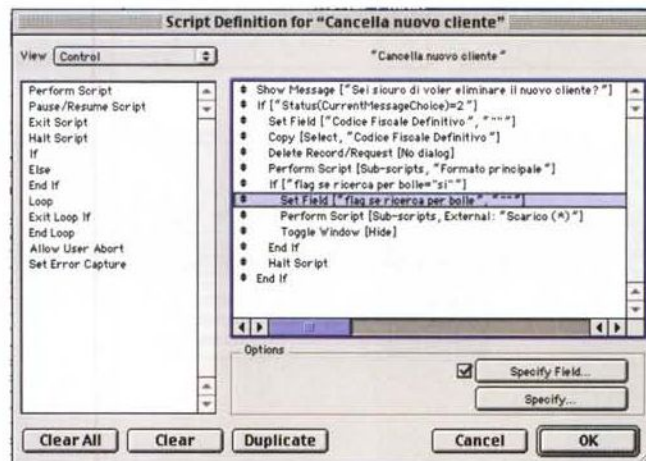 Script Definition for “Cancella nuovo cliente”
View Control
“Cancella nuovo cliente”
Perform Script
Pause/Resume Script
Exit Script
Halt Script
If
Else
End If
Loop
Exit Loop If
End Loop
Allow User Abort
Set Error Capture
Show Message ["Sei sicuro di voler eliminare il nuovo cliente?"]
If ["Status(CurrentMessageChoice)=2"]
Set Field ["Codice Fiscale Definitivo", """"]
Copy [Select, "Codice Fiscale Definitivo"]
Delete Record/Request [No dialog]
Perform Script [Sub-scripts, "Formato principale"]
If ["flag se ricerca per bolle="si""]
Set Field ["flag se ricerca per bolle", """"]
Perform Script [Sub-scripts, External: "Scarico (*)"]
Toggle Window [Hide]
End If
Halt Script
End If
Options
Specify Field...
Specify...
Clear All
Clear
Duplicate
Cancel
OK